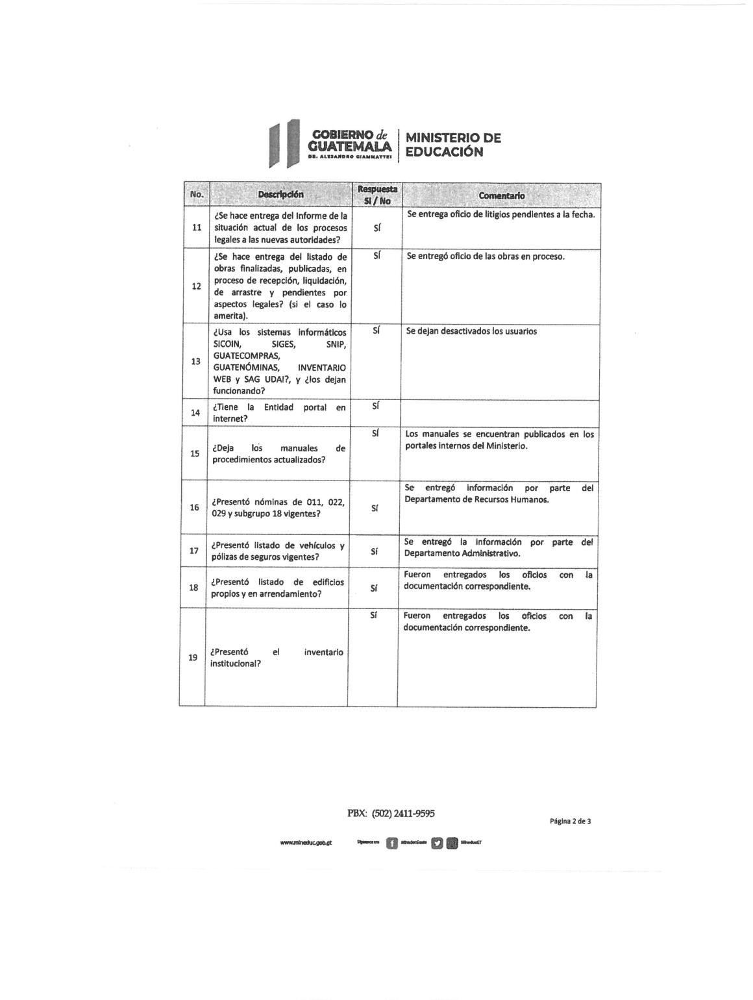 GOBIERNO de
GUATEMALA
DR. ALEJANDRO GIAMMATTEI
MINISTERIO DE
EDUCACIÓN
No.
Descripción
Respuesta
Sí / No
Comentario
11
¿Se hace entrega del Informe de la
situación actual de los procesos
legales a las nuevas autoridades?
SÍ
Se entrega oficio de litigios pendientes a la fecha.
12
¿Se hace entrega del listado de
obras finalizadas, publicadas, en
proceso de recepción, liquidación,
de arrastre y pendientes por
aspectos legales? (si el caso lo
amerita).
SÍ
Se entregó oficio de las obras en proceso.
13
¿Usa los sistemas informáticos
SICOIN, SIGES, SNIP,
GUATECOMPRAS,
GUATENÓMINAS, INVENTARIO
WEB y SAG UDAI?, y ¿los dejan
funcionando?
SÍ
Se dejan desactivados los usuarios
14
¿Tiene la Entidad portal en
internet?
SÍ
15
¿Deja los manuales de
procedimientos actualizados?
SÍ
Los manuales se encuentran publicados en los
portales internos del Ministerio.
16
¿Presentó nóminas de 011, 022,
029 y subgrupo 18 vigentes?
SÍ
Se entregó información por parte del
Departamento de Recursos Humanos.
17
¿Presentó listado de vehículos y
pólizas de seguros vigentes?
SÍ
Se entregó la información por parte del
Departamento Administrativo.
18
¿Presentó listado de edificios
propios y en arrendamiento?
SÍ
Fueron entregados los oficios con la
documentación correspondiente.
19
¿Presentó el inventario
institucional?
SÍ
Fueron entregados los oficios con la
documentación correspondiente.
PBX: (502) 2411-9595
Página 2 de 3
www.mineduc.gob.gt
Síguenos en:
MineducGuate
MineducGT